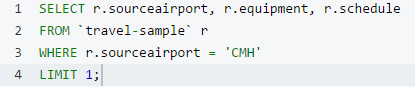 1 SELECT r.sourceairport, r.equipment, r.schedule
2 FROM `travel-sample` r
3 WHERE r.sourceairport = 'CMH'
4 LIMIT 1;